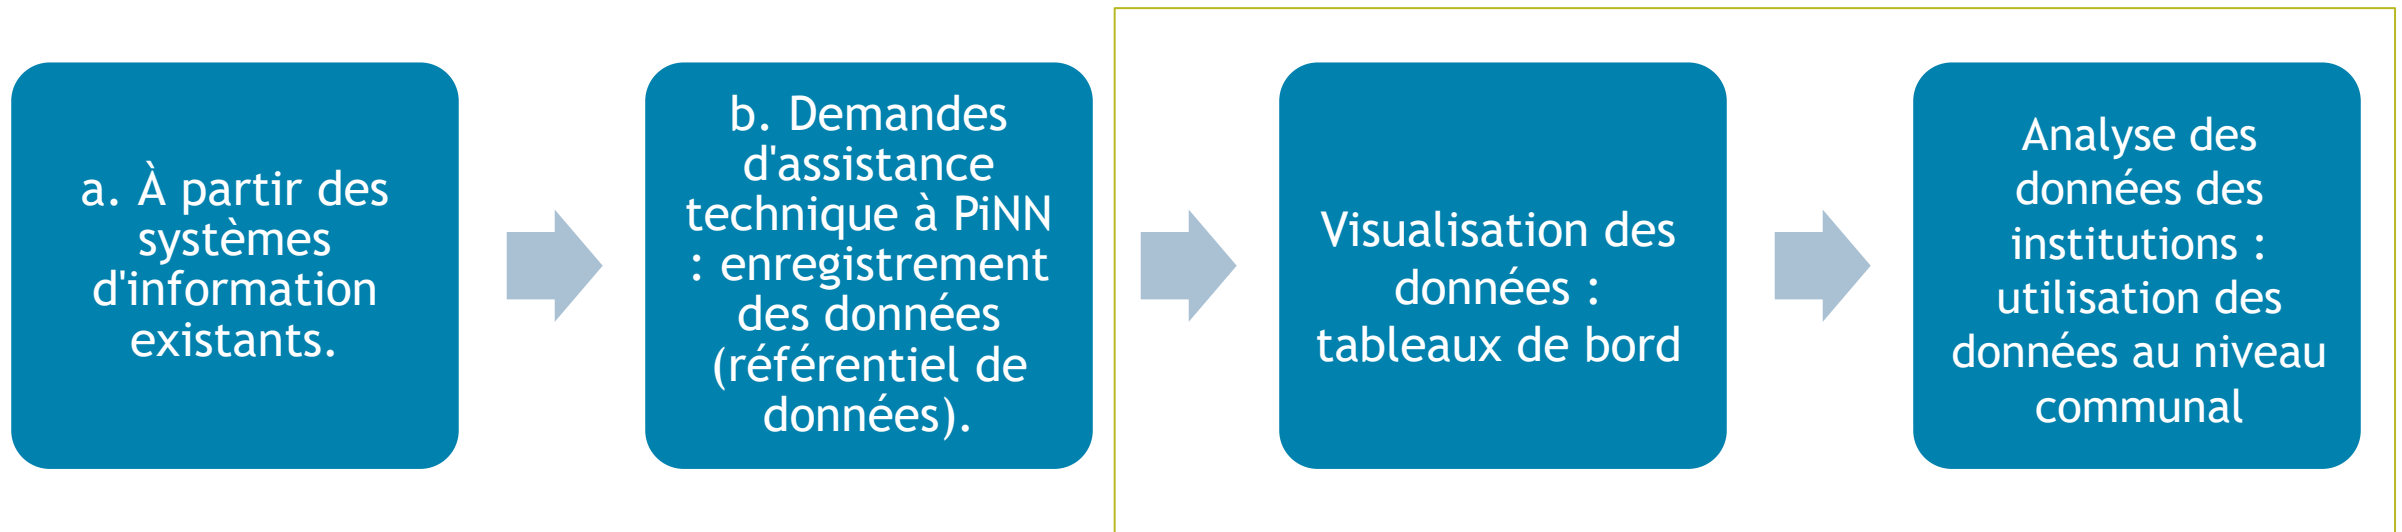 a. À partir des
systèmes
d'information
existants.
b. Demandes
d'assistance
technique à PiNN
: enregistrement
des données
(référentiel de
données).
Visualisation des
données :
tableaux de bord
Analyse des
données des
institutions :
utilisation des
données au niveau
communal